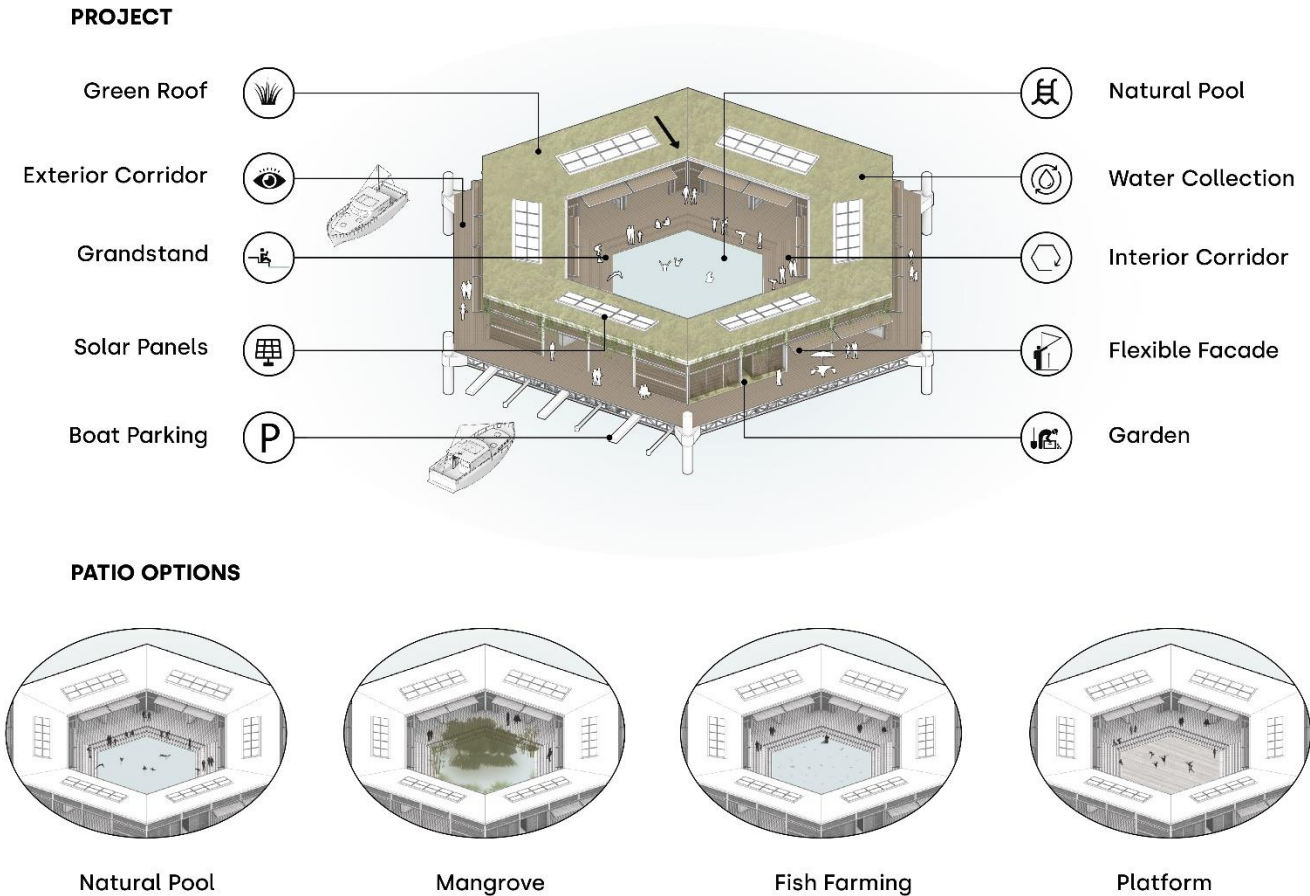 PROJECT
Green Roof
Natural Pool
Exterior Corridor
Water Collection
Grandstand
Interior Corridor
Solar Panels
Flexible Facade
Boat Parking
P
Garden
PATIO OPTIONS
Natural Pool
Mangrove
Fish Farming
Platform